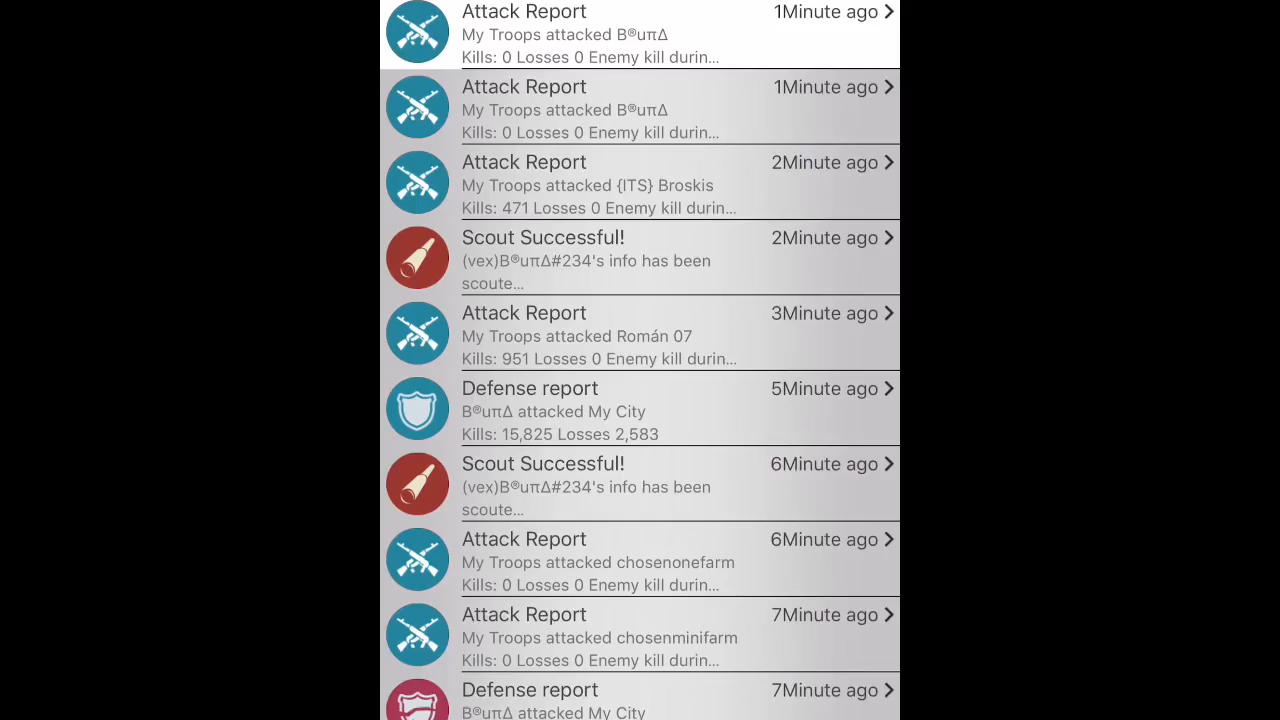 Attack Report 1Minute ago
My Troops attacked B®uπΔ
Kills: 0 Losses 0 Enemy kill durin...
Attack Report 1Minute ago
My Troops attacked B®uπΔ
Kills: 0 Losses 0 Enemy kill durin...
Attack Report 2Minute ago
My Troops attacked {ITS} Broskis
Kills: 471 Losses 0 Enemy kill durin...
Scout Successful! 2Minute ago
(vex)B®uπΔ#234's info has been
scoute...
Attack Report 3Minute ago
My Troops attacked Román 07
Kills: 951 Losses 0 Enemy kill durin...
Defense report 5Minute ago
B®uπΔ attacked My City
Kills: 15,825 Losses 2,583
Scout Successful! 6Minute ago
(vex)B®uπΔ#234's info has been
scoute...
Attack Report 6Minute ago
My Troops attacked chosenonefarm
Kills: 0 Losses 0 Enemy kill durin...
Attack Report 7Minute ago
My Troops attacked chosenminifarm
Kills: 0 Losses 0 Enemy kill durin...
Defense report 7Minute ago
B®uπΔ attacked My City